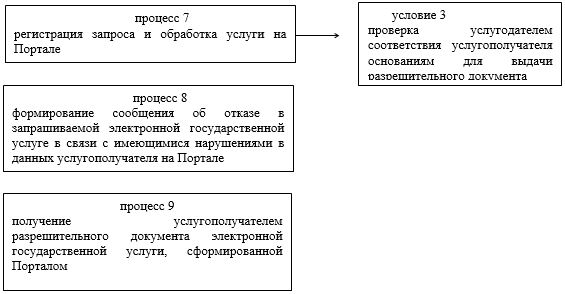 процесс 7
регистрация запроса и обработка услуги на
Портале
условие 3
проверка услугодателем
соответствия услугополучателя
основаниям для выдачи
разрешительного документа
процесс 8
формирование сообщения об отказе в
запрашиваемой электронной государственной
услуге в связи с имеющимися нарушениями в
данных услугополучателя на Портале
процесс 9
получение услугополучателем
разрешительного документа электронной
государственной услуги, сформированной
Порталом